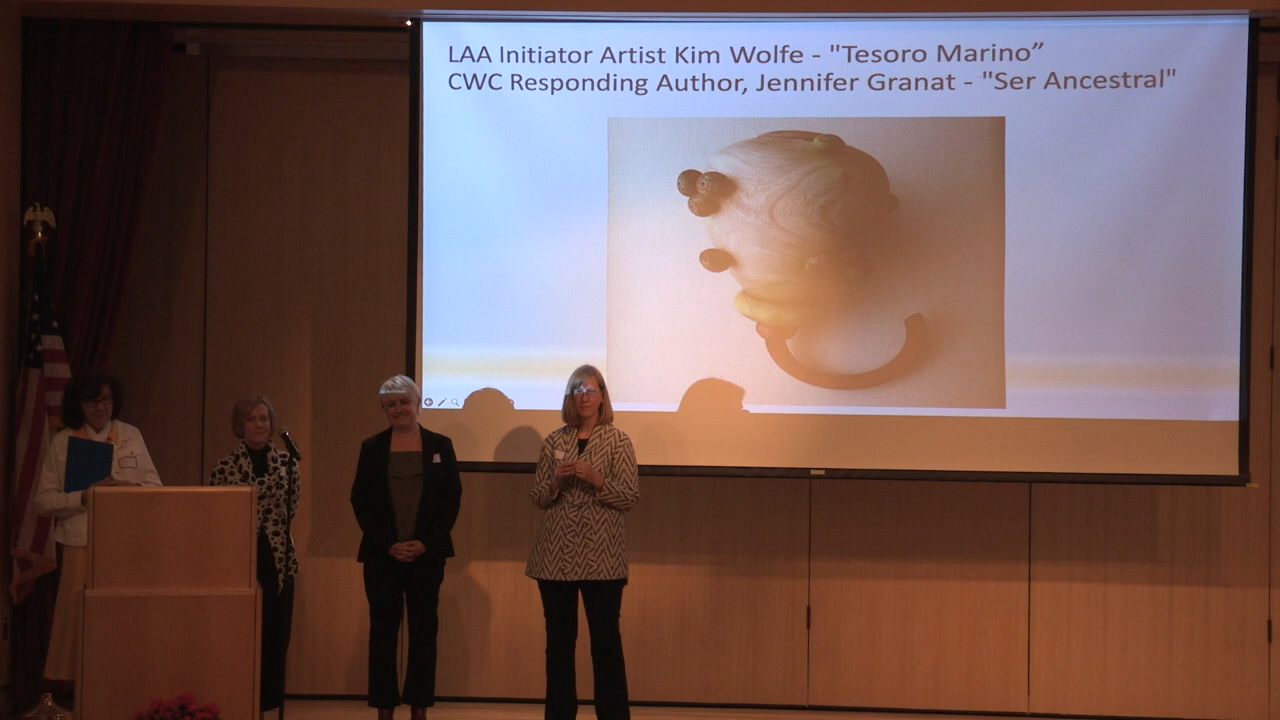 LAA Initiator Artist Kim Wolfe - "Tesoro Marino”
CWC Responding Author, Jennifer Granat - "Ser Ancestral"